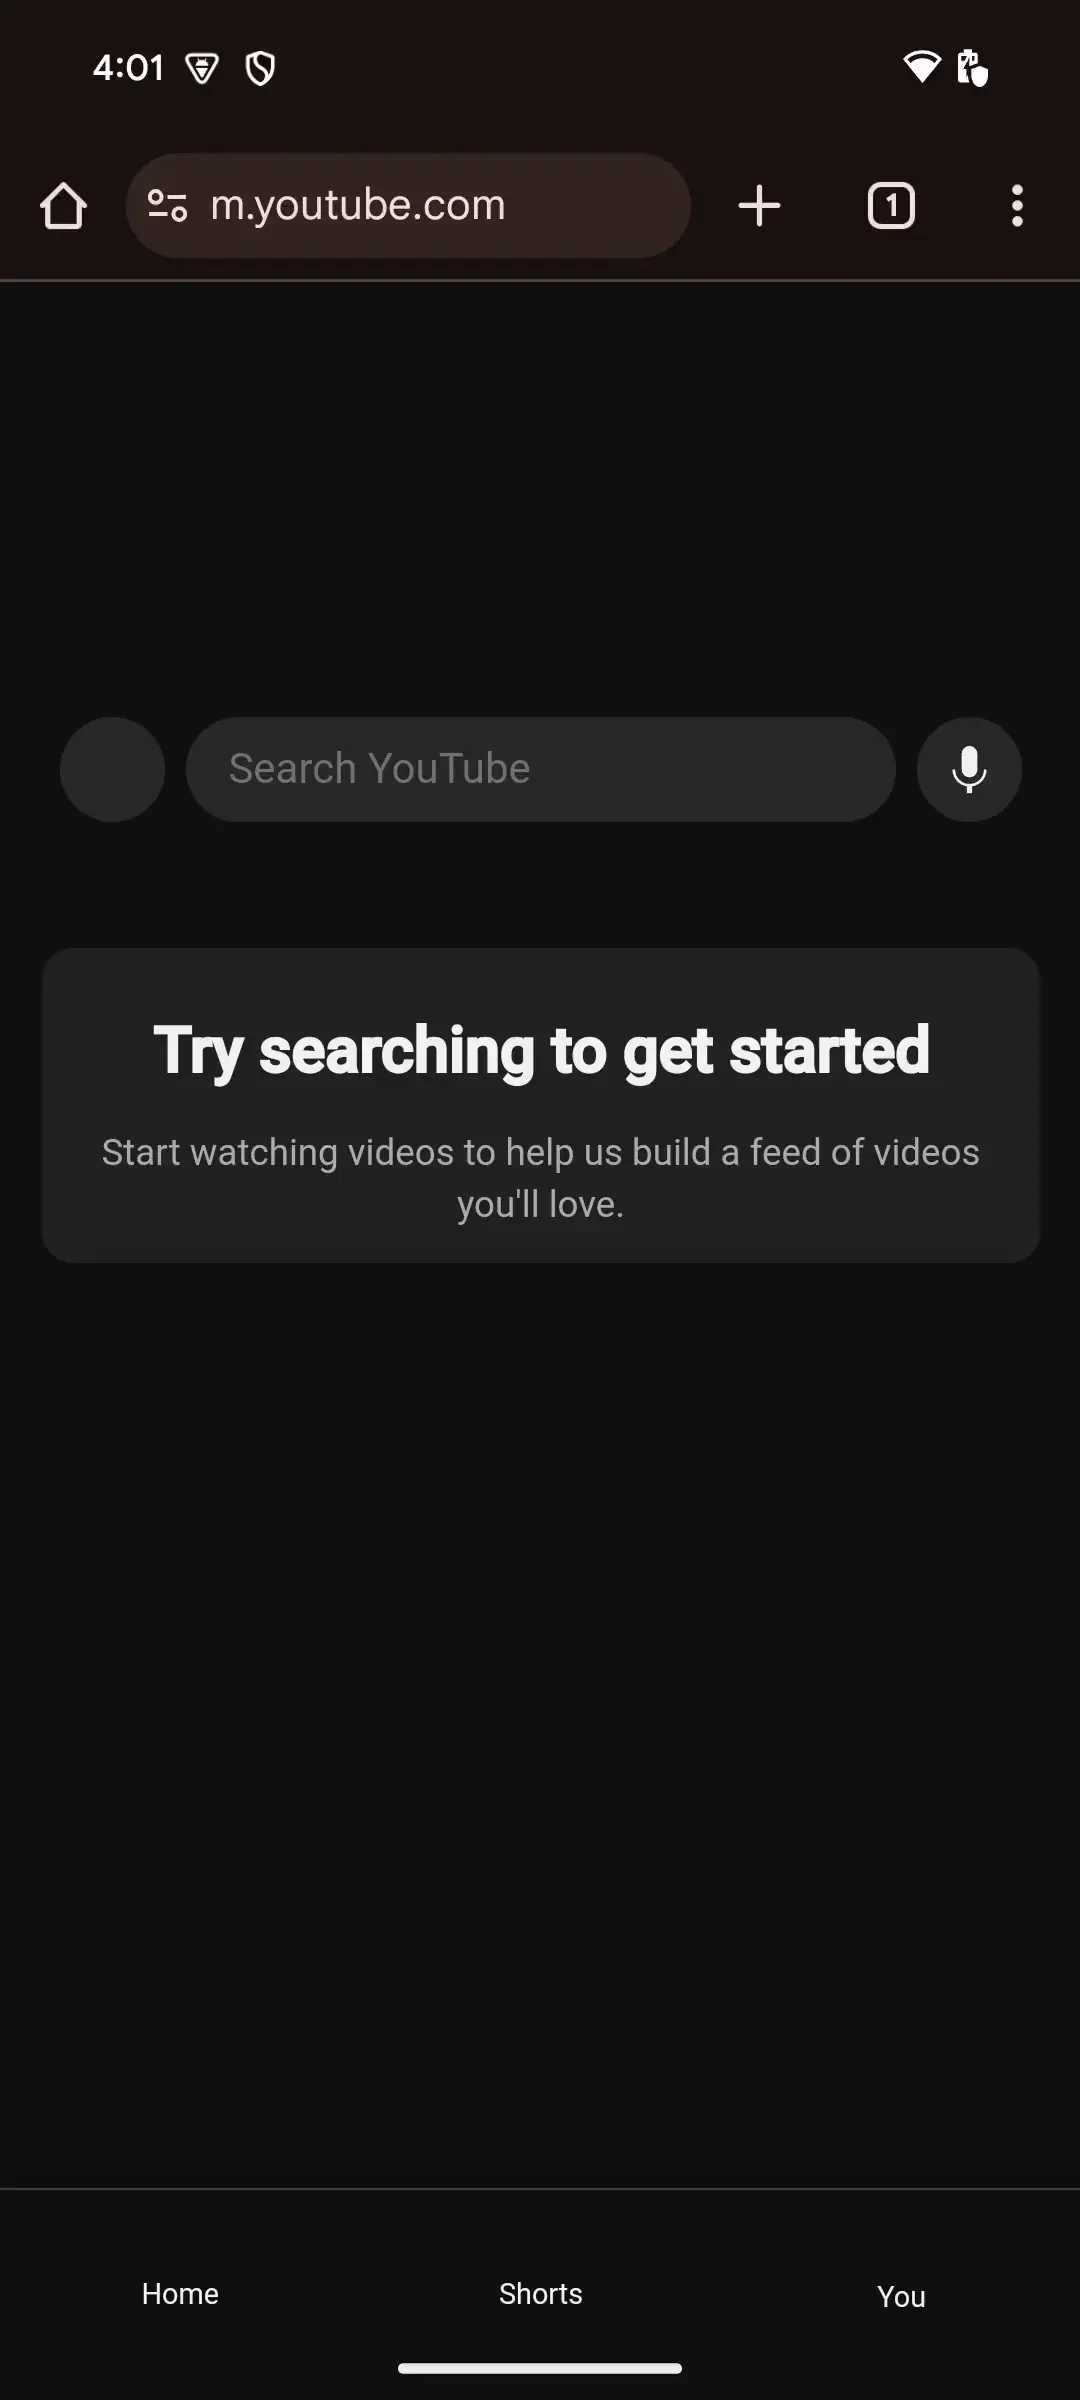 4:01
m.youtube.com
1
Search YouTube
Try searching to get started
Start watching videos to help us build a feed of videos
you'll love.
Home
Shorts
You